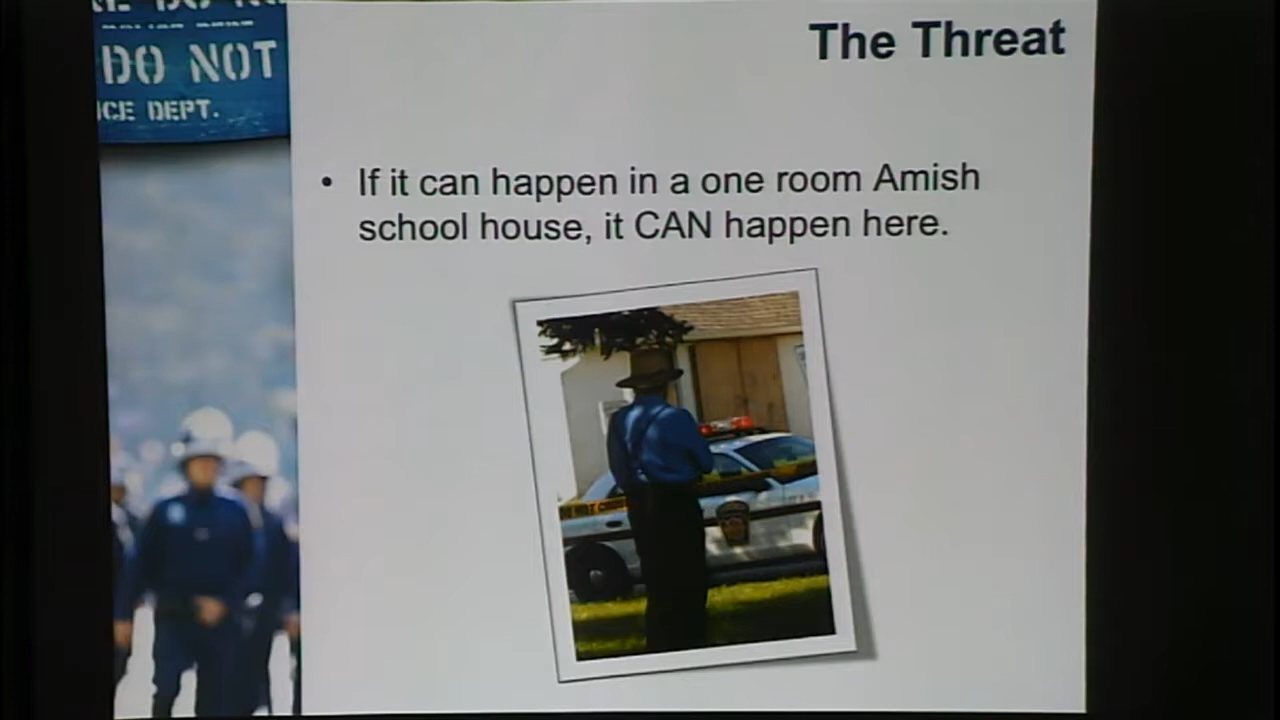 DO NOT
CE DEPT.
The Threat
• If it can happen in a one room Amish
school house, it CAN happen here.